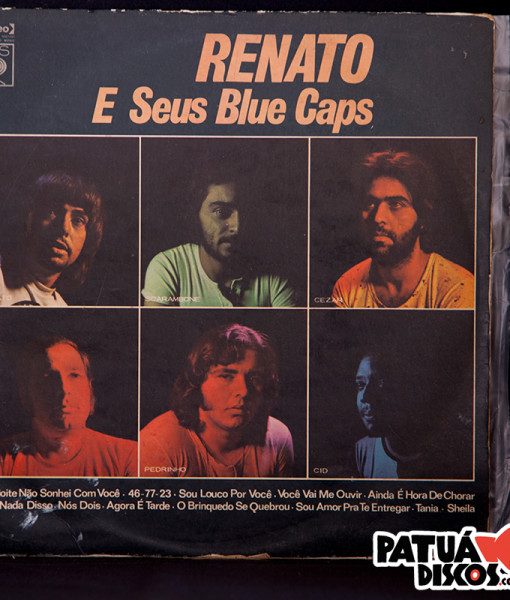 RENATO
E Seus Blue Caps
SCARAMBONE
CEZAR
PEDRINHO
CID
oite Não Sonhei Com Você · 46-77-23 · Sou Louco Por Você · Você Vai Me Ouvir · Ainda É Hora De Chorar
Nada Disso · Nós Dois · Agora É Tarde · O Brinquedo Se Quebrou · Sou Amor Pra Te Entregar · Tania · Sheila
PATUÁ
DISCOS.co